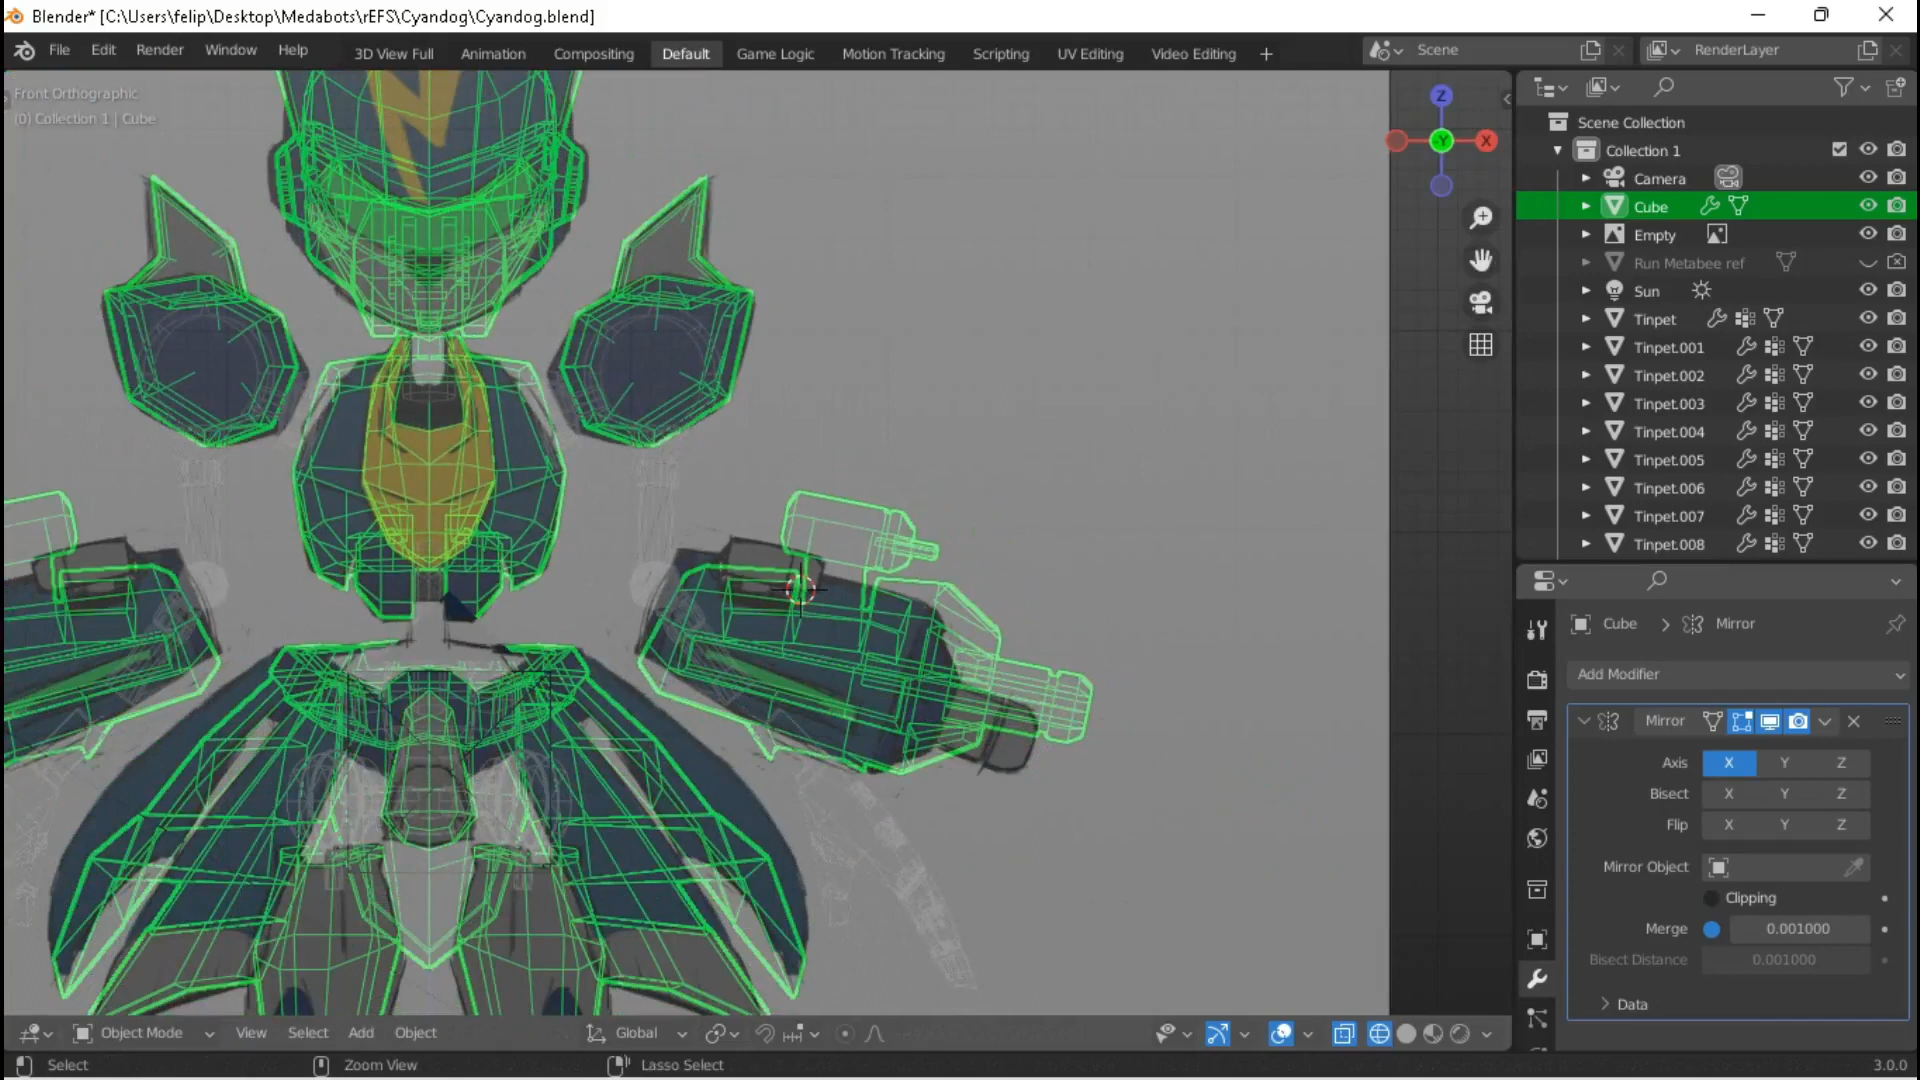 Blender* [C:\Users\felip\Desktop\Medabots\rEFS\Cyandog\Cyandog.blend]
File Edit Render Window Help
3D View Full Animation Compositing Default Game Logic Motion Tracking Scripting UV Editing Video Editing +
Scene
RenderLayer
Front Orthographic
(0) Collection 1 | Cube
Z
Y
X
Scene Collection
Collection 1
Camera
Cube
Empty
Run Metabee ref
Sun
Tinpet
Tinpet.001
Tinpet.002
Tinpet.003
Tinpet.004
Tinpet.005
Tinpet.006
Tinpet.007
Tinpet.008
Cube > Mirror
Add Modifier
Mirror
Axis X Y Z
Bisect X Y Z
Flip X Y Z
Mirror Object
Clipping
Merge 0.001000
Bisect Distance 0.001000
Data
Object Mode View Select Add Object Global
Select Zoom View Lasso Select 3.0.0